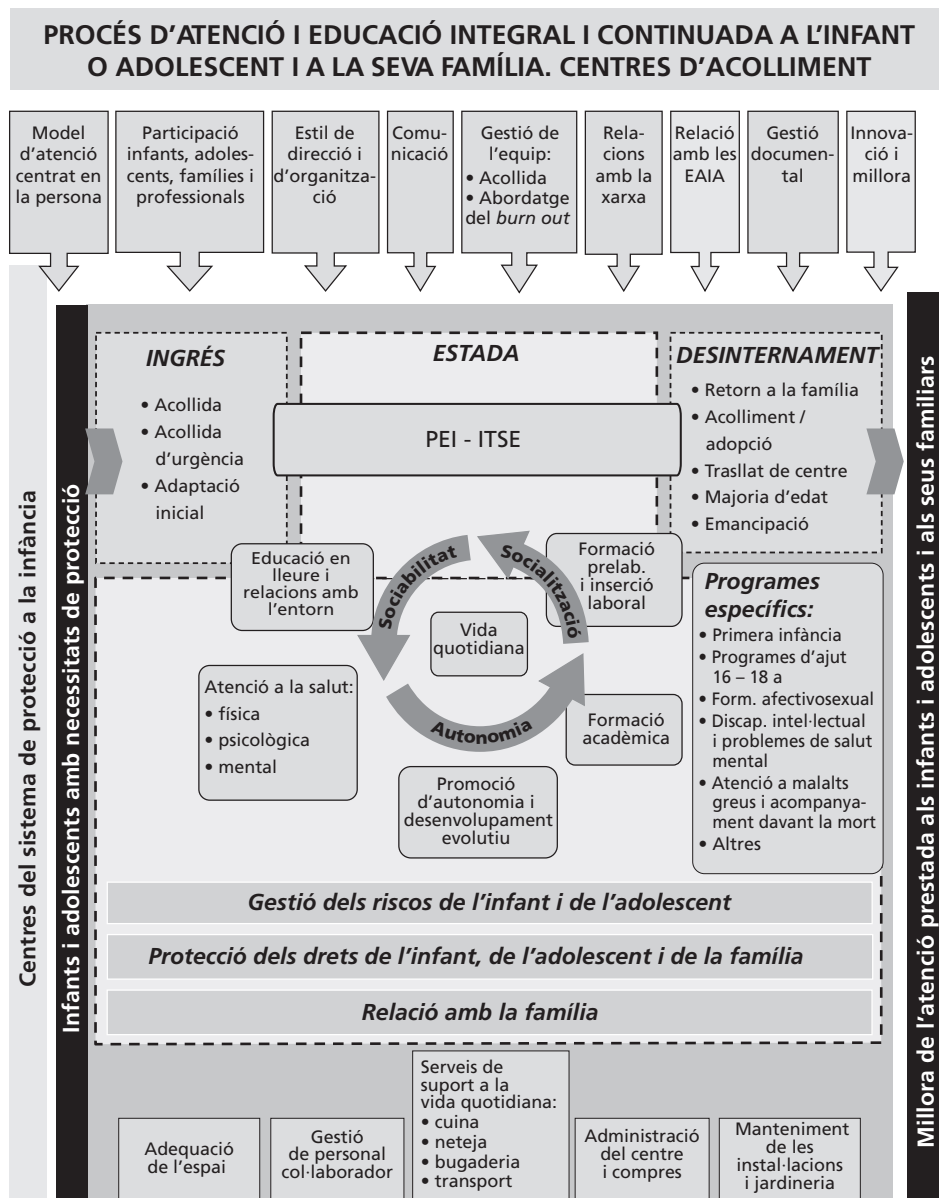 PROCÉS D’ATENCIÓ I EDUCACIÓ INTEGRAL I CONTINUADA A L’INFANT
O ADOLESCENT I A LA SEVA FAMÍLIA. CENTRES D’ACOLLIMENT
Model
d’atenció
centrat en
la persona
Participació
infants, adoles-
cents, famílies i
professionals
Estil de
direcció i
d’organitza-
ció
Comu-
nicació
Gestió de
l’equip:
• Acollida
• Abordatge
del burn out
Rela-
cions
amb la
xarxa
Relació
amb les
EAIA
Gestió
documen-
tal
Innova-
ció i
millora
Centres del sistema de protecció a la infància
Infants i adolescents amb necessitats de protecció
INGRÉS
• Acollida
• Acollida
d’urgència
• Adaptació
inicial
ESTADA
PEI - ITSE
DESINTERNAMENT
• Retorn a la família
• Acolliment /
adopció
• Trasllat de centre
• Majoria d’edat
• Emancipació
Educació en
lleure i
relacions amb
l’entorn
Sociabilitat
Socialització
Autonomia
Vida
quotidiana
Formació
prelab.
i inserció
laboral
Atenció a la salut:
• física
• psicològica
• mental
Formació
acadèmica
Promoció
d’autonomia i
desenvolupament
evolutiu
Programes
específics:
• Primera infància
• Programes d’ajut
16 – 18 a
• Form. afectivosexual
• Discap. intel·lectual
i problemes de salut
mental
• Atenció a malalts
greus i acompanya-
ment davant la mort
• Altres
Gestió dels riscos de l’infant i de l’adolescent
Protecció dels drets de l’infant, de l’adolescent i de la família
Relació amb la família
Adequació
de l’espai
Gestió
de personal
col·laborador
Serveis de
suport a la
vida quotidiana:
• cuina
• neteja
• bugaderia
• transport
Administració
del centre
i compres
Manteniment
de les
instal·lacions
i jardineria
Millora de l’atenció prestada als infants i adolescents i als seus familiars